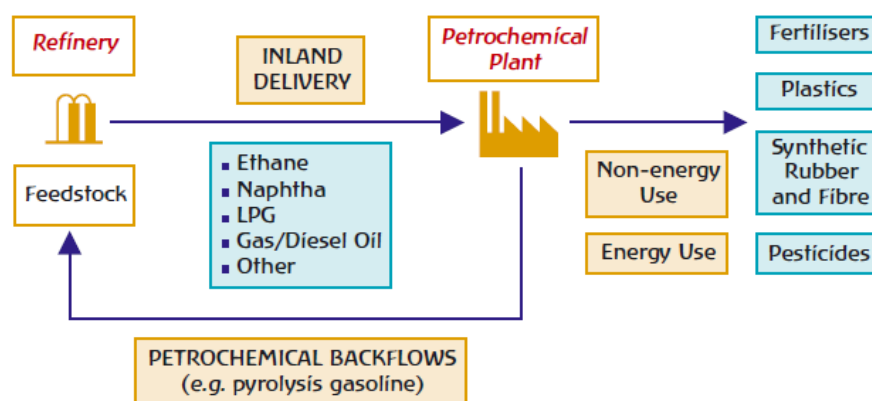 Refinery
INLAND
DELIVERY
Petrochemical
Plant
Fertilisers
Plastics
Synthetic
Rubber
and Fibre
Pesticides
Feedstock
▪ Ethane
▪ Naphtha
▪ LPG
▪ Gas/Diesel Oil
▪ Other
Non-energy
Use
Energy Use
PETROCHEMICAL BACKFLOWS
(e.g. pyrolysis gasoline)